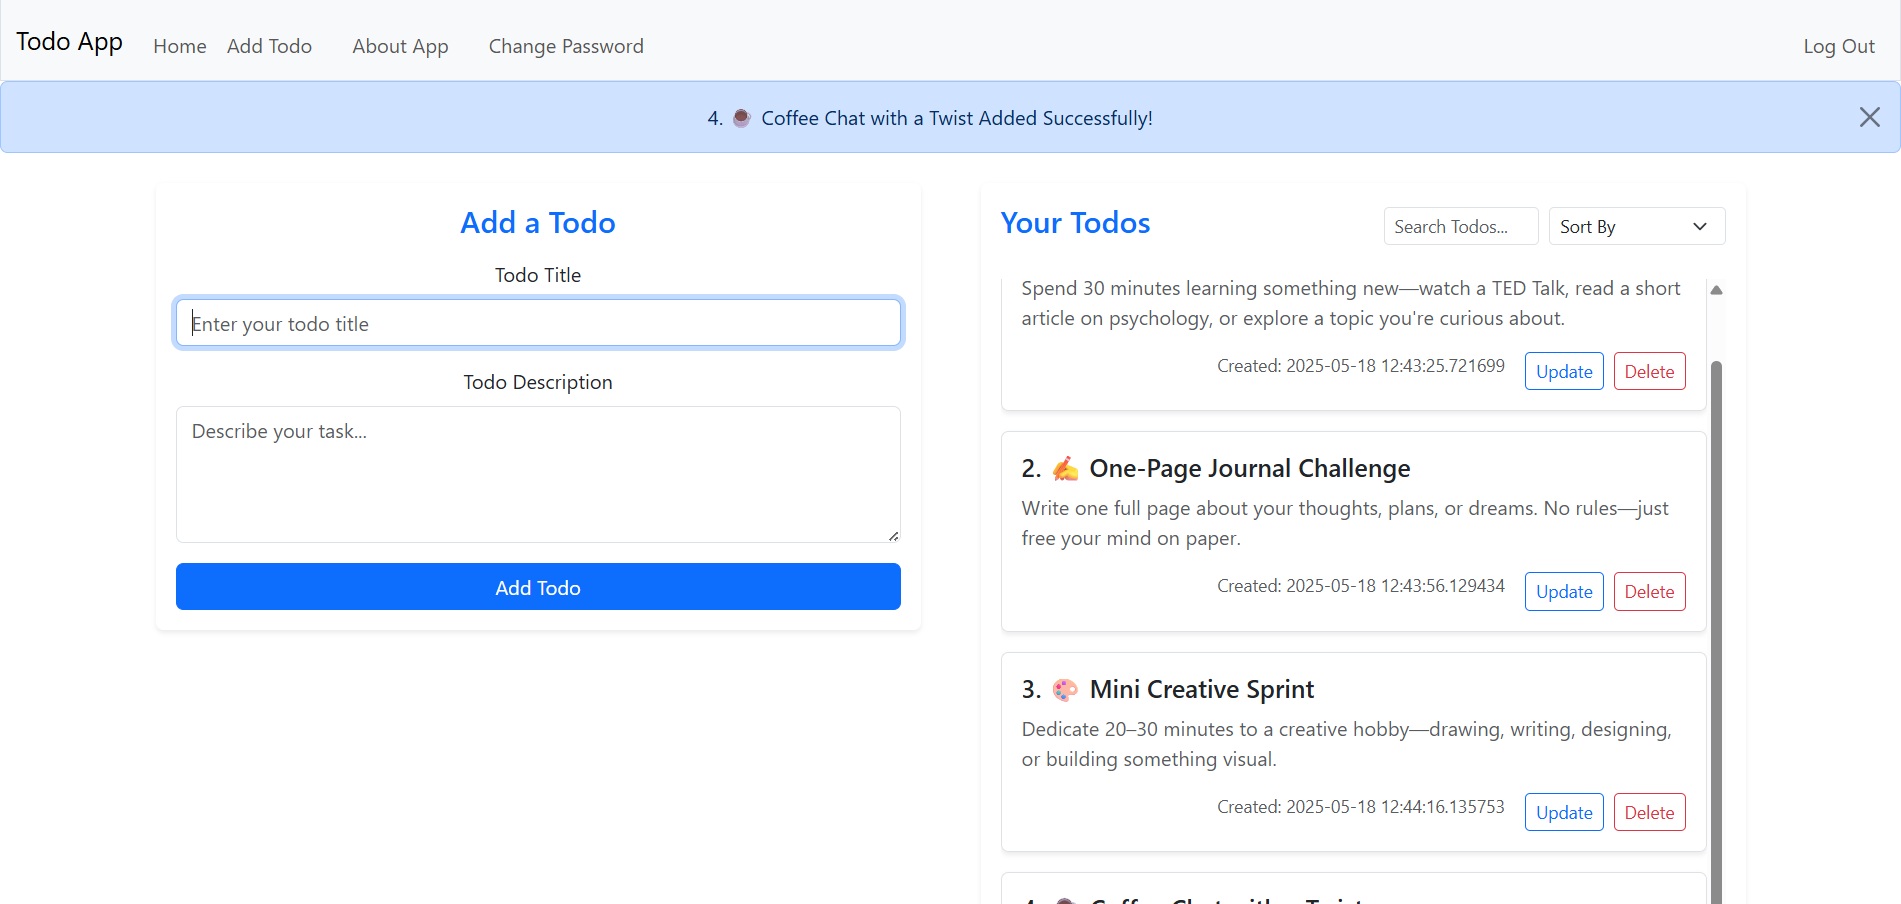 Todo App Home Add Todo About App Change Password Log Out
4. ☕ Coffee Chat with a Twist Added Successfully!
Add a Todo
Todo Title
Enter your todo title
Todo Description
Describe your task...
Add Todo
Your Todos Search Todos... Sort By
Spend 30 minutes learning something new—watch a TED Talk, read a short
article on psychology, or explore a topic you're curious about.
Created: 2025-05-18 12:43:25.721699 Update Delete
2. ✍️ One-Page Journal Challenge
Write one full page about your thoughts, plans, or dreams. No rules—just
free your mind on paper.
Created: 2025-05-18 12:43:56.129434 Update Delete
3. 🎨 Mini Creative Sprint
Dedicate 20–30 minutes to a creative hobby—drawing, writing, designing,
or building something visual.
Created: 2025-05-18 12:44:16.135753 Update Delete
4. ☕ Coffee Chat with a Twist